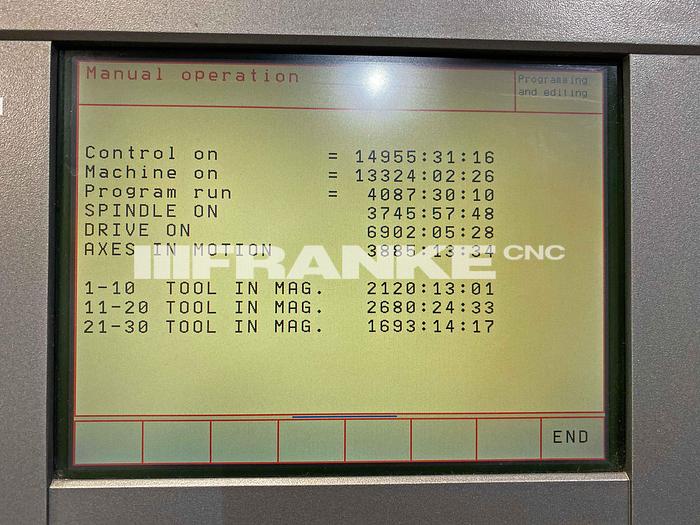 Manual operation
Programming
and editing
Control on = 14955:31:16
Machine on = 13324:02:26
Program run = 4087:30:10
SPINDLE ON 3745:57:48
DRIVE ON 6902:05:28
AXES IN MOTION 3885:13:34
FRANKE CNC
1-10 TOOL IN MAG. 2120:13:01
11-20 TOOL IN MAG. 2680:24:33
21-30 TOOL IN MAG. 1693:14:17
END